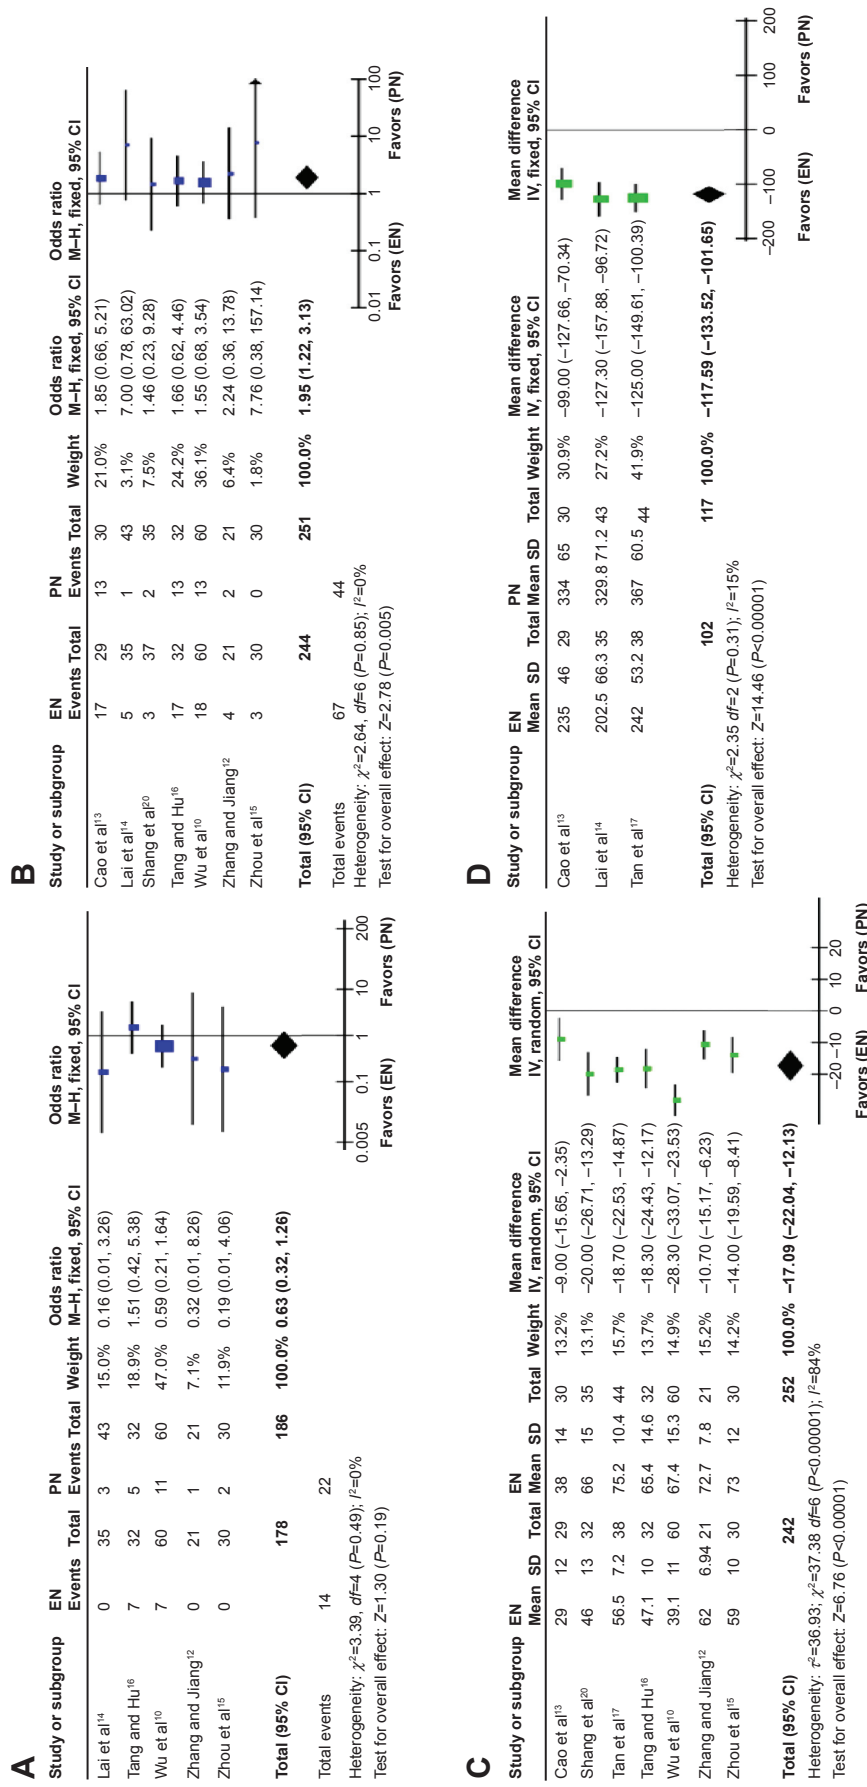 A
Study or subgroup EN PN Odds ratio Odds ratio
Events Total Events Total Weight M–H, fixed, 95% CI M–H, fixed, 95% CI
Lai et al14 0 35 3 43 15.0% 0.16 (0.01, 3.26)
Tang and Hu16 7 32 5 32 18.9% 1.51 (0.42, 5.38)
Wu et al10 7 60 11 60 47.0% 0.59 (0.21, 1.64)
Zhang and Jiang12 0 21 1 21 7.1% 0.32 (0.01, 8.26)
Zhou et al15 0 30 2 30 11.9% 0.19 (0.01, 4.06)
Total (95% CI) 178 186 100.0% 0.63 (0.32, 1.26)
Total events 14 22
Heterogeneity: χ2=3.39, df=4 (P=0.49); I2=0%
Test for overall effect: Z=1.30 (P=0.19)
0.005 0.1 1 10 200
Favors (EN) Favors (PN)
B
Study or subgroup EN PN Odds ratio Odds ratio
Events Total Events Total Weight M–H, fixed, 95% CI M–H, fixed, 95% CI
Cao et al13 17 29 13 30 21.0% 1.85 (0.66, 5.21)
Lai et al14 5 35 1 43 3.1% 7.00 (0.78, 63.02)
Shang et al20 3 37 2 35 7.5% 1.46 (0.23, 9.28)
Tang and Hu16 17 32 13 32 24.2% 1.66 (0.62, 4.46)
Wu et al10 18 60 13 60 36.1% 1.55 (0.68, 3.54)
Zhang and Jiang12 4 21 2 21 6.4% 2.24 (0.36, 13.78)
Zhou et al15 3 30 0 30 1.8% 7.76 (0.38, 157.14)
Total (95% CI) 244 251 100.0% 1.95 (1.22, 3.13)
Total events 67 44
Heterogeneity: χ2=2.64, df=6 (P=0.85); I2=0%
Test for overall effect: Z=2.78 (P=0.005)
0.01 0.1 1 10 100
Favors (EN) Favors (PN)
C
Study or subgroup EN EN Mean difference Mean difference
Mean SD Total Mean SD Total Weight IV, random, 95% CI IV, random, 95% CI
Cao et al13 29 12 29 38 14 30 13.2% –9.00 (–15.65, –2.35)
Shang et al20 46 13 32 66 15 35 13.1% –20.00 (–26.71, –13.29)
Tan et al17 56.5 7.2 38 75.2 10.4 44 15.7% –18.70 (–22.53, –14.87)
Tang and Hu16 47.1 10 32 65.4 14.6 32 13.7% –18.30 (–24.43, –12.17)
Wu et al10 39.1 11 60 67.4 15.3 60 14.9% –28.30 (–33.07, –23.53)
Zhang and Jiang12 62 6.94 21 72.7 7.8 21 15.2% –10.70 (–15.17, –6.23)
Zhou et al15 59 10 30 73 12 30 14.2% –14.00 (–19.59, –8.41)
Total (95% CI) 242 252 100.0% –17.09 (–22.04, –12.13)
Heterogeneity: τ2=36.93; χ2=37.38 df=6 (P<0.00001); I2=84%
Test for overall effect: Z=6.76 (P<0.00001)
–20 –10 0 10 20
Favors (EN) Favors (PN)
D
Study or subgroup EN PN Mean difference Mean difference
Mean SD Total Mean SD Total Weight IV, fixed, 95% CI IV, fixed, 95% CI
Cao et al13 235 46 29 334 65 30 30.9% –99.00 (–127.66, –70.34)
Lai et al14 202.5 66.3 35 329.8 71.2 43 27.2% –127.30 (–157.88, –96.72)
Tan et al17 242 53.2 38 367 60.5 44 41.9% –125.00 (–149.61, –100.39)
Total (95% CI) 102 117 100.0% –117.59 (–133.52, –101.65)
Heterogeneity: χ2=2.35 df=2 (P=0.31); I2=15%
Test for overall effect: Z=14.46 (P<0.00001)
–200 –100 0 100 200
Favors (EN) Favors (PN)